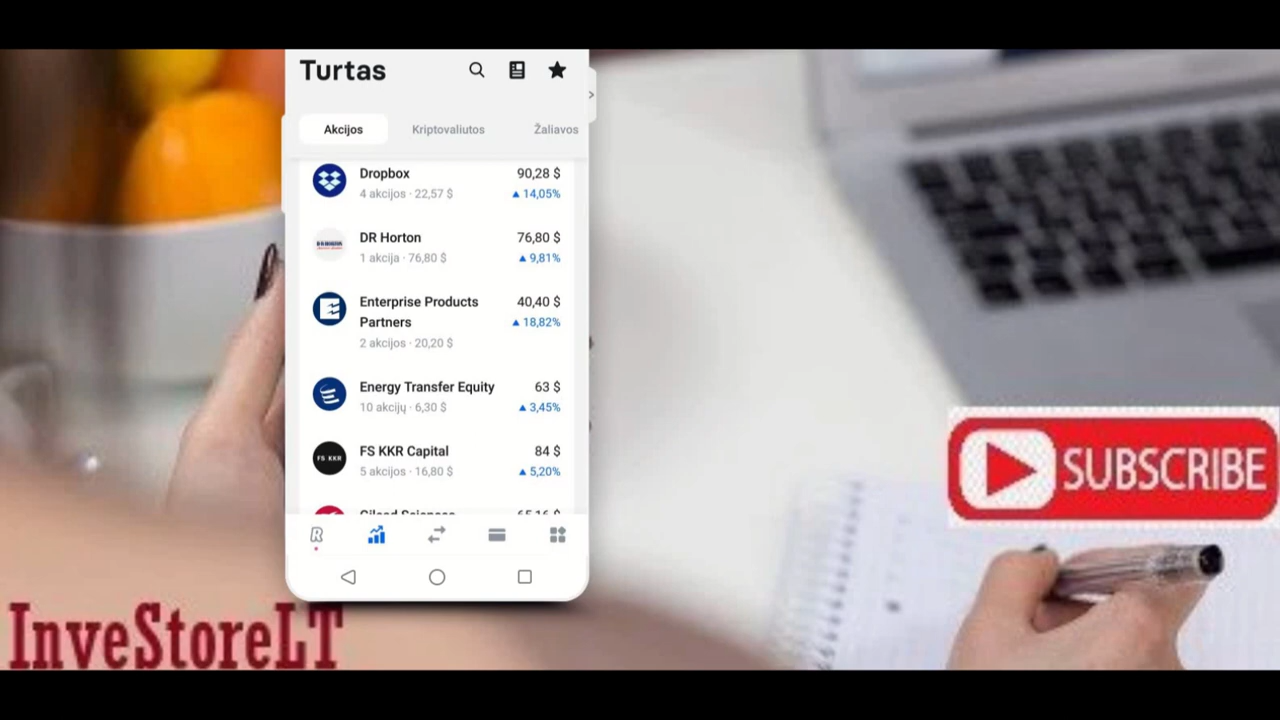 Turtas
Akcijos Kriptovaliutos Žaliavos
Dropbox 90,28 $
4 akcijos · 22,57 $ ▲ 14,05%
DR Horton 76,80 $
1 akcija · 76,80 $ ▲ 9,81%
Enterprise Products 40,40 $
Partners ▲ 18,82%
2 akcijos · 20,20 $
Energy Transfer Equity 63 $
10 akcijų · 6,30 $ ▲ 3,45%
FS KKR
FS KKR Capital 84 $
5 akcijos · 16,80 $ ▲ 5,20%
SUBSCRIBE
InveStoreLT